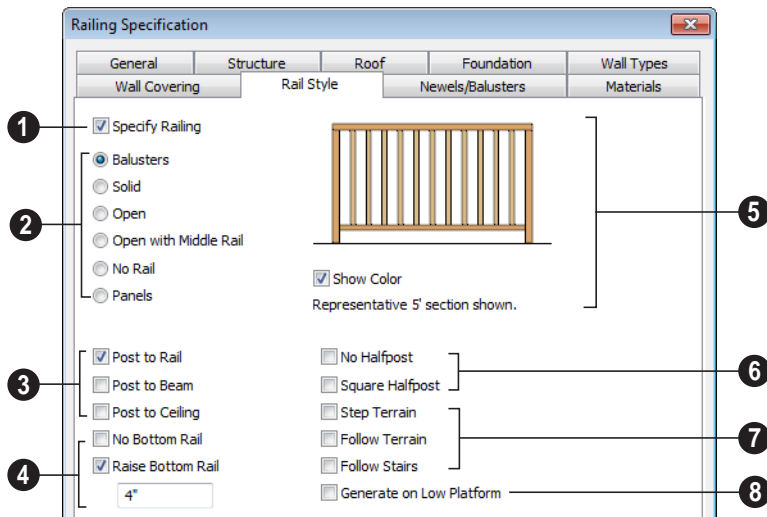 Railing Specification
General Structure Roof Foundation Wall Types
Wall Covering Rail Style Newels/Balusters Materials
1 Specify Railing
2
Balusters
Solid
Open
Open with Middle Rail
No Rail
Panels
5
Show Color
Representative 5' section shown.
3
Post to Rail
Post to Beam
Post to Ceiling
4
No Bottom Rail
Raise Bottom Rail
4"
No Halfpost
Square Halfpost
6
Step Terrain
Follow Terrain
Follow Stairs
7
Generate on Low Platform 8